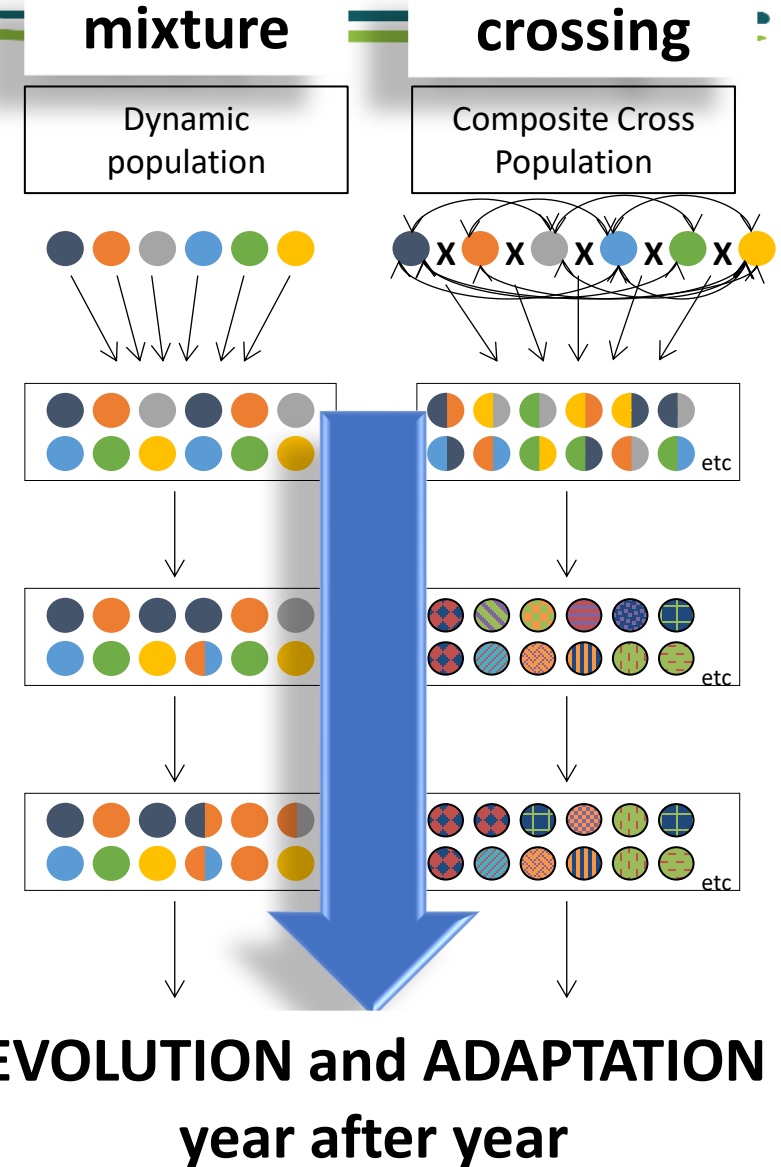 mixture
crossing
Dynamic
population
Composite Cross
Population
X X X X X
etc
etc
etc
EVOLUTION and ADAPTATION
year after year